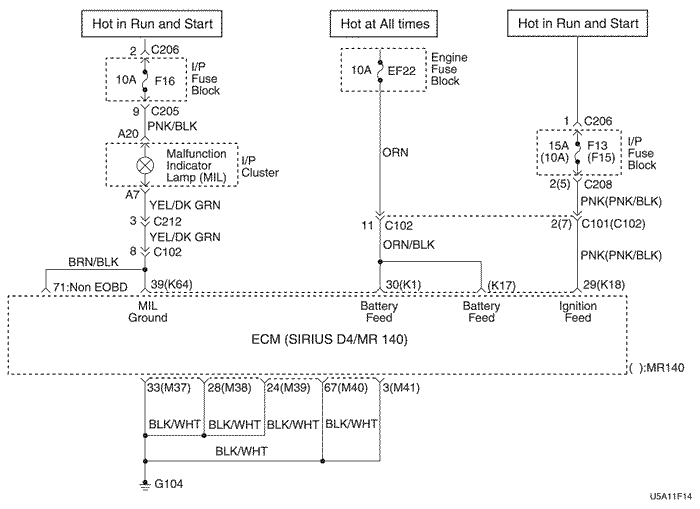 Hot in Run and Start
Hot at All times
Hot in Run and Start
2 C206
10A F16
I/P
Fuse
Block
9 C205
PNK/BLK
A20
Malfunction
Indicator
Lamp (MIL)
I/P
Cluster
A7
YEL/DK GRN
3 C212
YEL/DK GRN
8 C102
BRN/BLK
10A EF22
Engine
Fuse
Block
ORN
11 C102
ORN/BLK
1 C206
15A F13
(10A) (F15)
I/P
Fuse
Block
2(5) C208
PNK(PNK/BLK)
2(7) C101(C102)
PNK(PNK/BLK)
71:Non EOBD 39(K64) 30(K1) (K17) 29(K18)
MIL
Ground
Battery
Feed
Battery
Feed
Ignition
Feed
ECM (SIRIUS D4/MR 140)
( ):MR140
33(M37) 28(M38) 24(M39) 67(M40) 3(M41)
BLK/WHT BLK/WHT BLK/WHT BLK/WHT
BLK/WHT
G104
U5A11F14